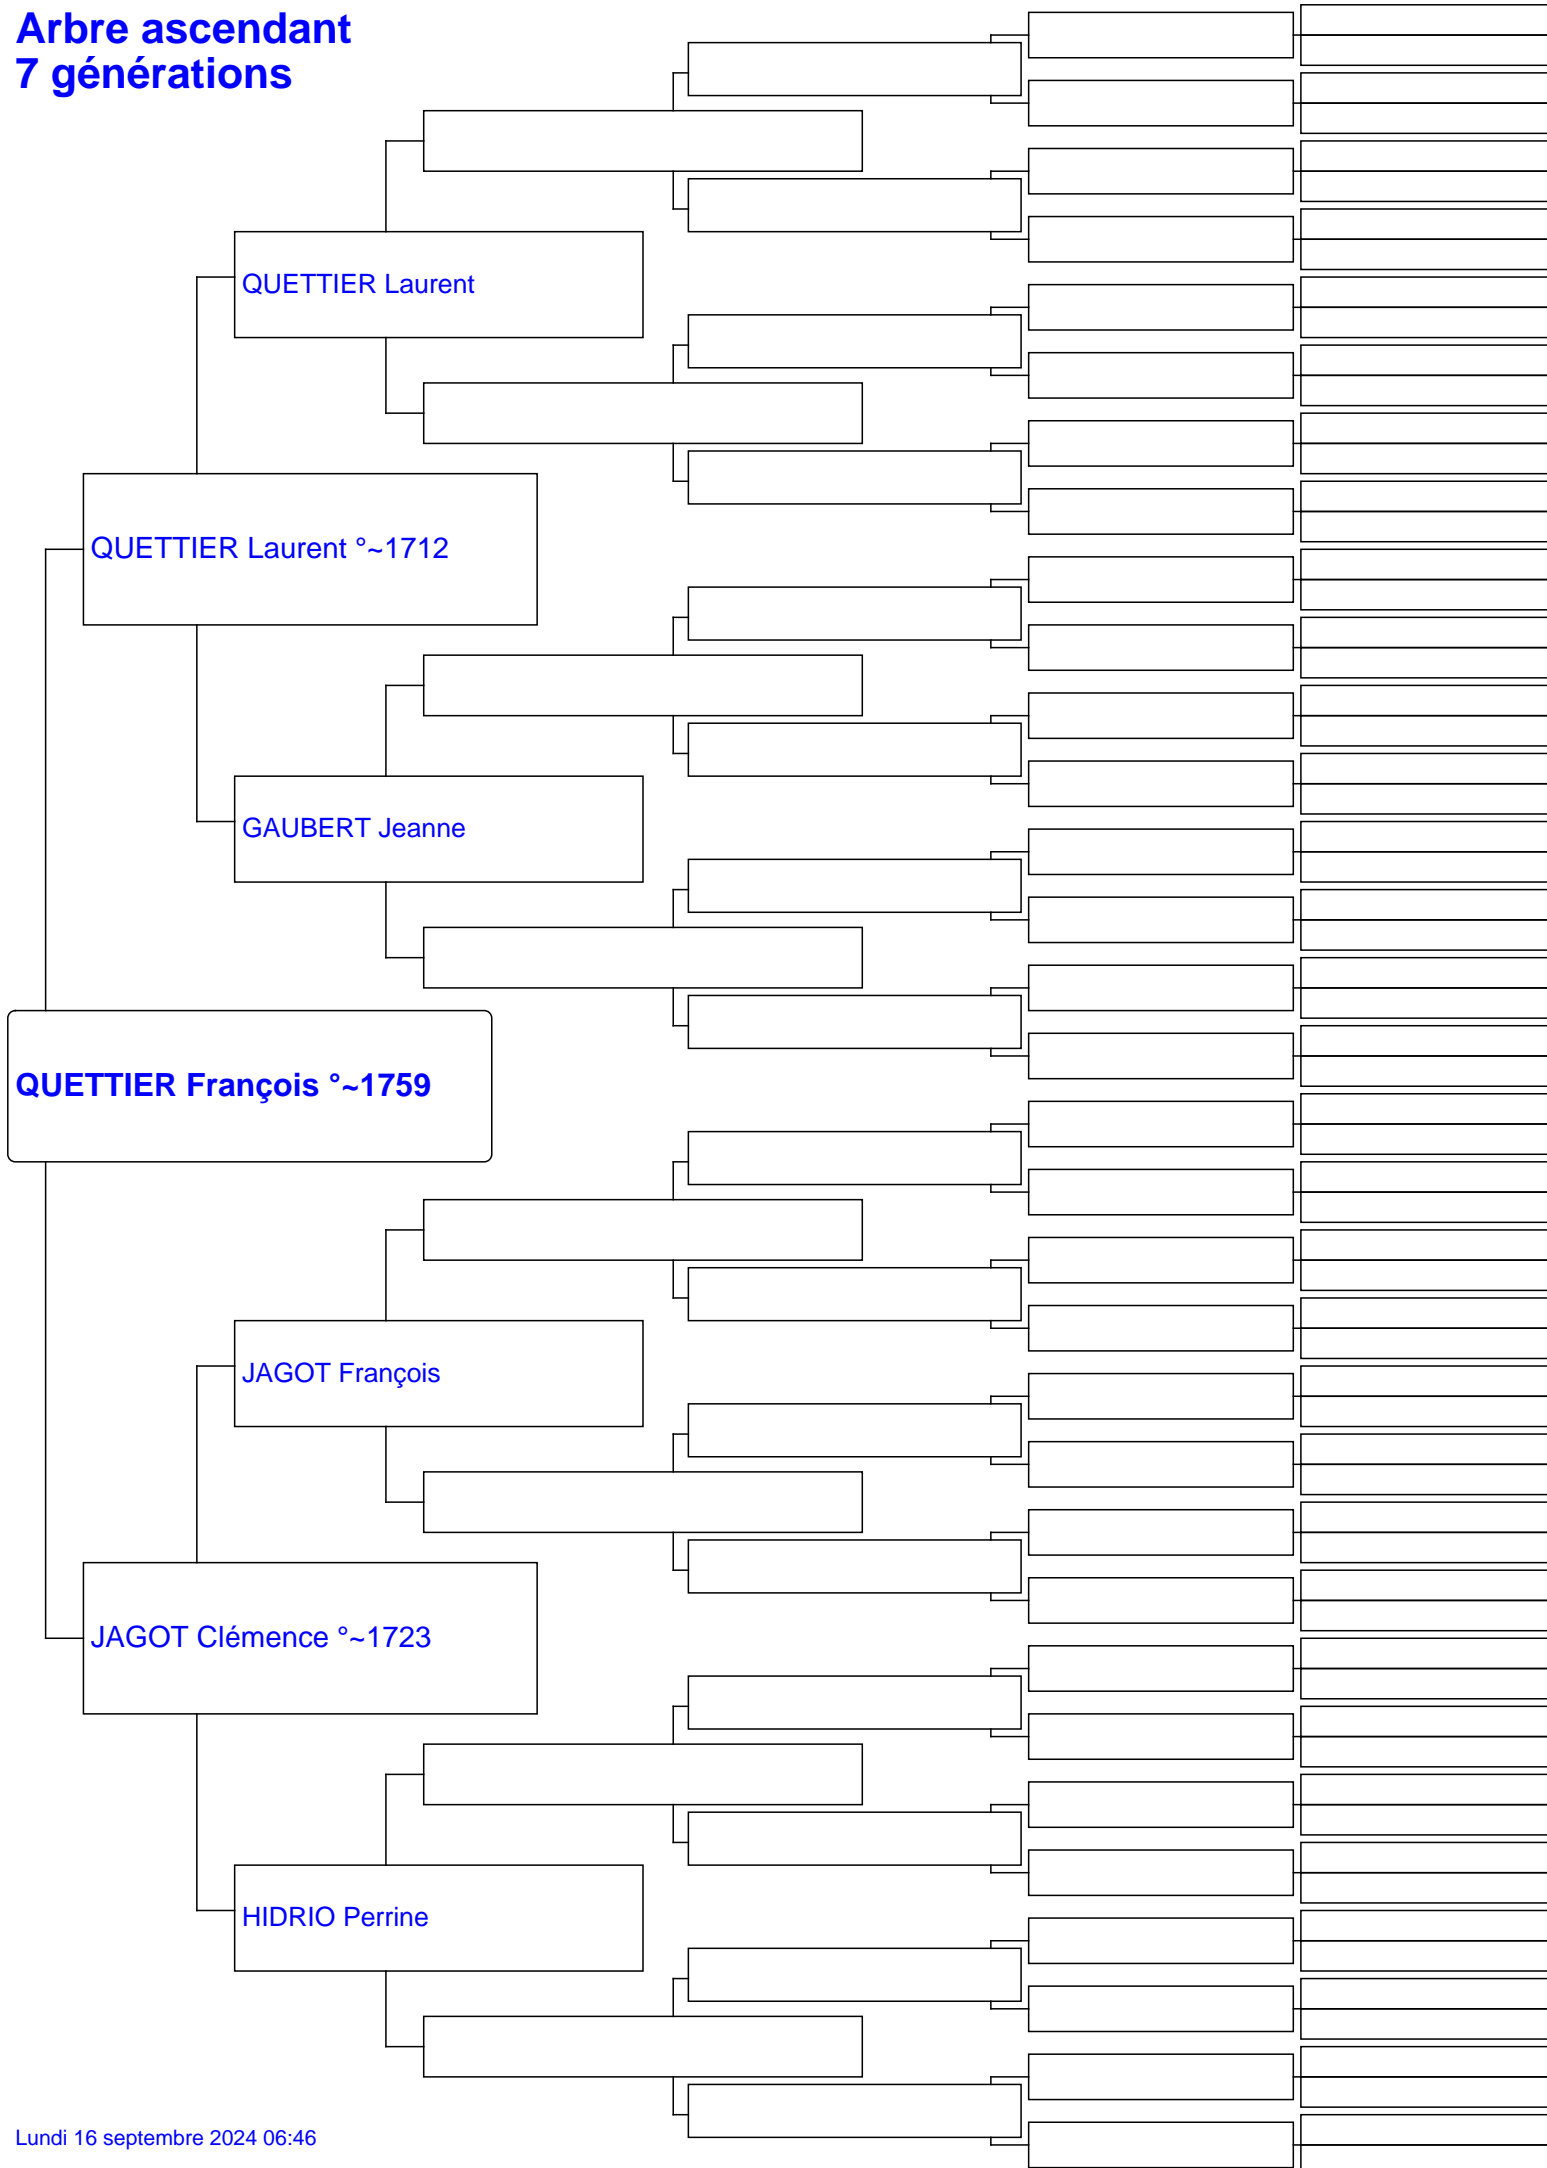 Arbre ascendant
7 générations
QUETTIER Laurent
QUETTIER Laurent °~1712
GAUBERT Jeanne
QUETTIER François °~1759
JAGOT François
JAGOT Clémence °~1723
HIDRIO Perrine
Lundi 16 septembre 2024 06:46